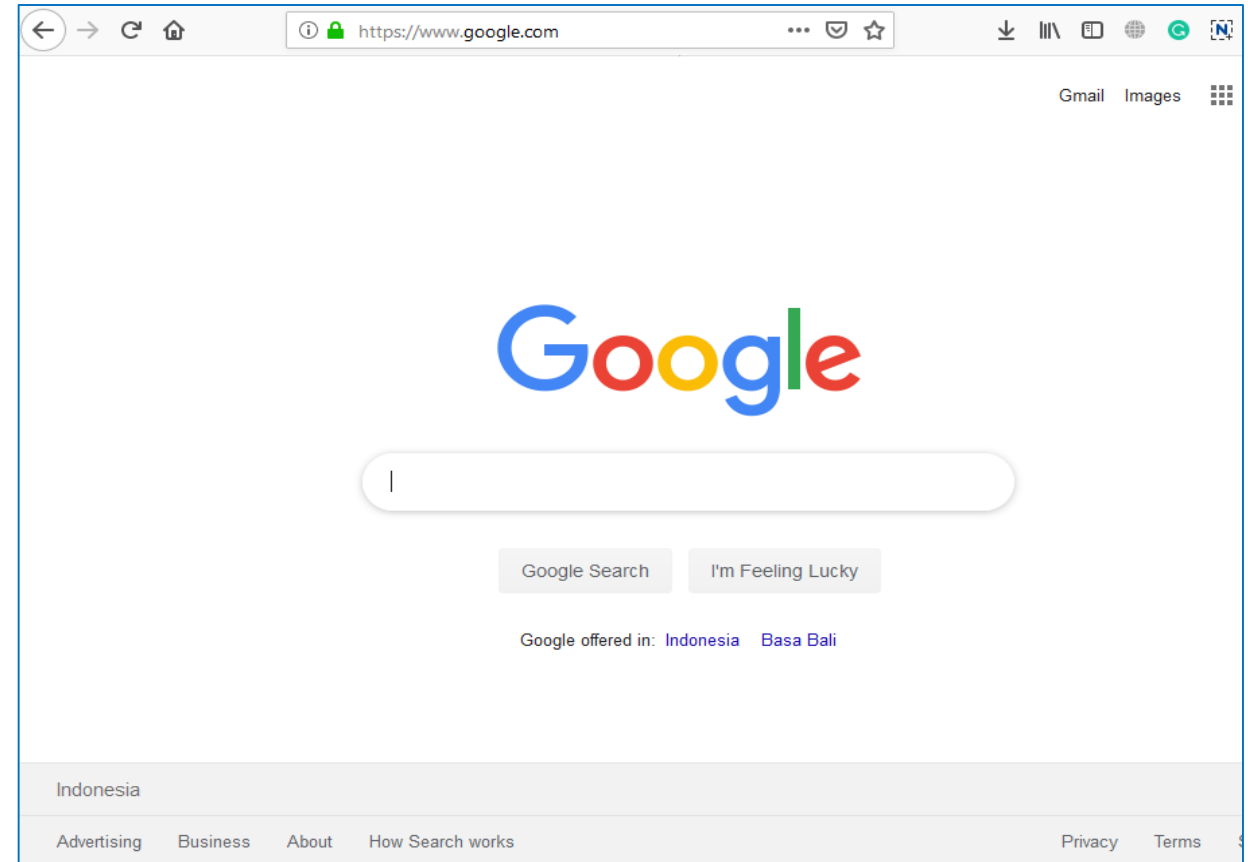 https://www.google.com
Gmail Images
Google
Google Search I'm Feeling Lucky
Google offered in: Indonesia Basa Bali
Indonesia
Advertising Business About How Search works Privacy Terms